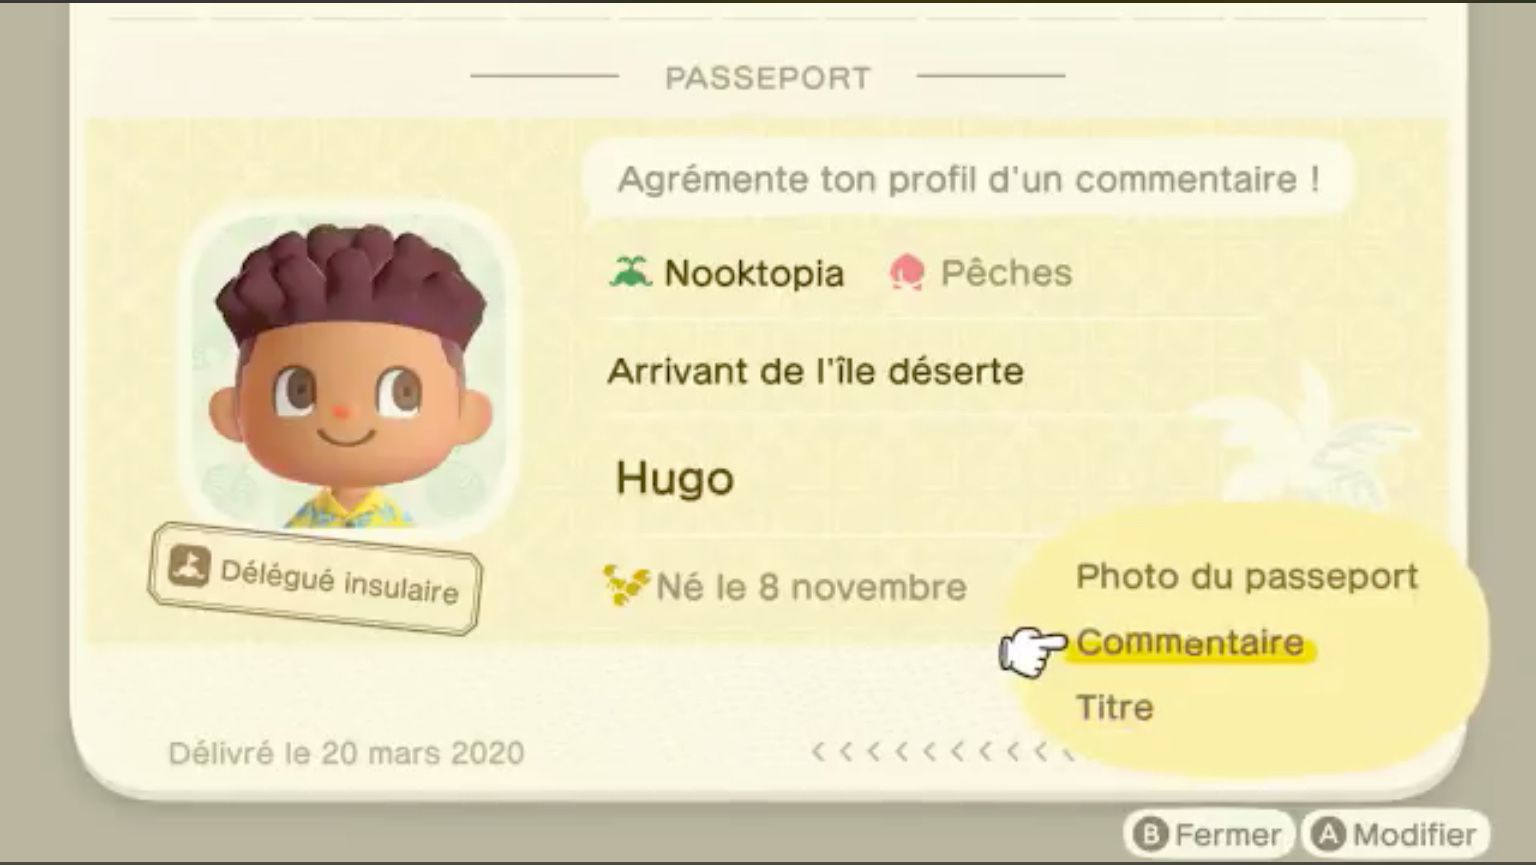 PASSEPORT
Agrémente ton profil d'un commentaire !
Nooktopia Pêches
Arrivant de l'île déserte
Hugo
Né le 8 novembre
Délégué insulaire
Photo du passeport
Commentaire
Titre
Délivré le 20 mars 2020 <<<<<<<<<<
B Fermer A Modifier